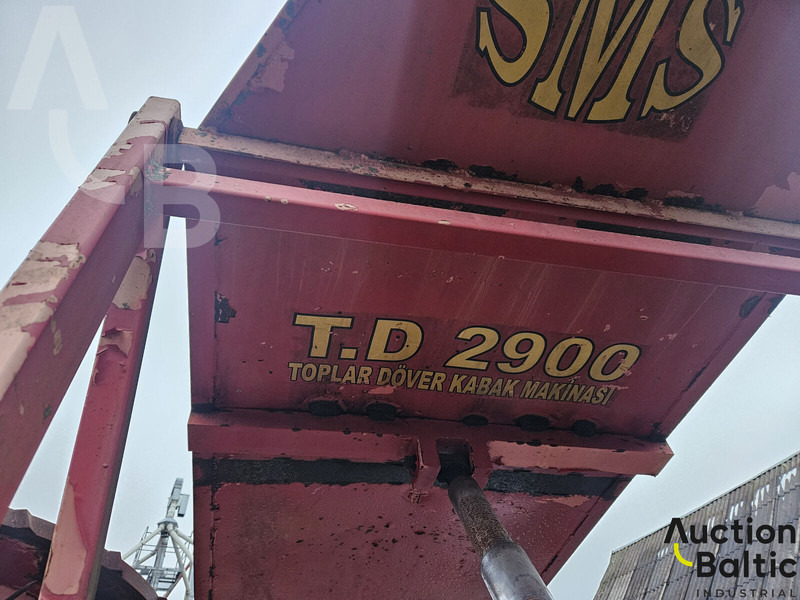 SMS
T.D 2900
TOPLAR DÖVER KABAK MAKİNASI
A
B
Auction
Baltic
INDUSTRIAL